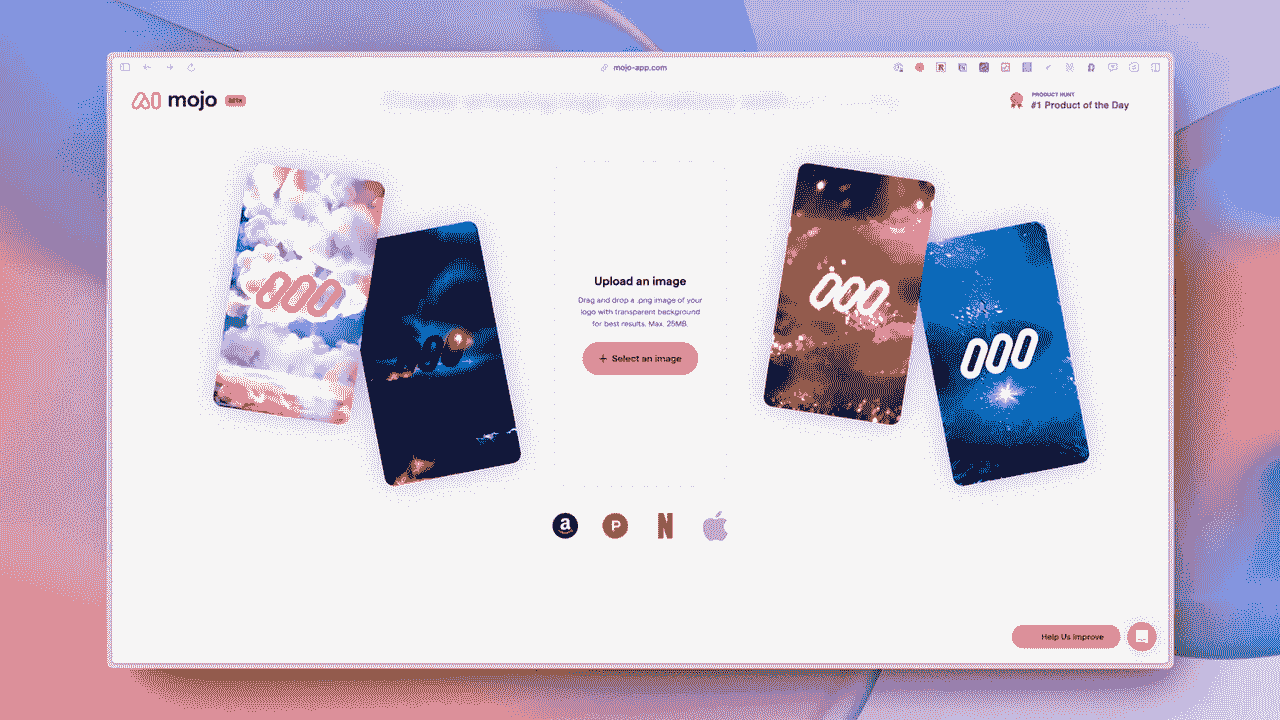 mojo-app.com
AI mojo BETA
PRODUCT HUNT
#1 Product of the Day
Upload an image
Drag and drop a .png image of your
logo with transparent background
for best results. Max. 25MB.
+ Select an image
a P N
Help Us Improve